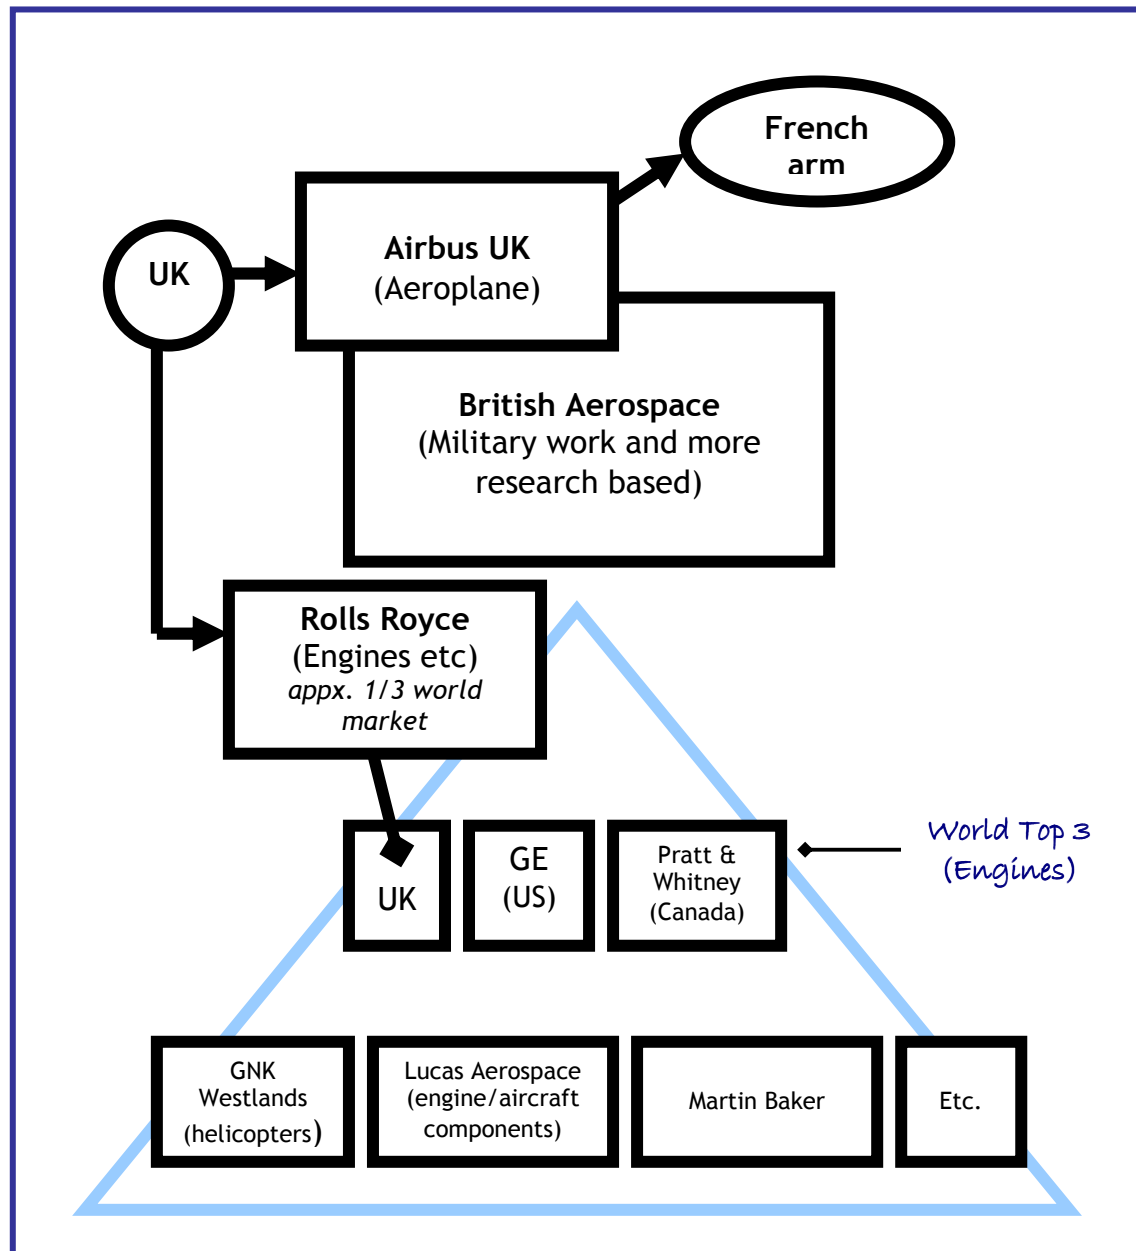 French
arm
UK
Airbus UK
(Aeroplane)
British Aerospace
(Military work and more
research based)
Rolls Royce
(Engines etc)
appx. 1/3 world
market
UK
GE
(US)
Pratt &
Whitney
(Canada)
World Top 3
(Engines)
GNK
Westlands
(helicopters)
Lucas Aerospace
(engine/aircraft
components)
Martin Baker
Etc.